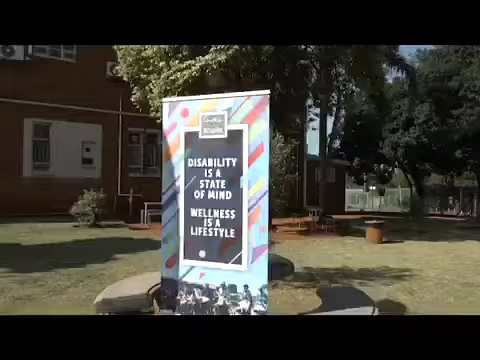 DISABILITY
IS A
STATE
OF MIND
WELLNESS
IS A
LIFESTYLE